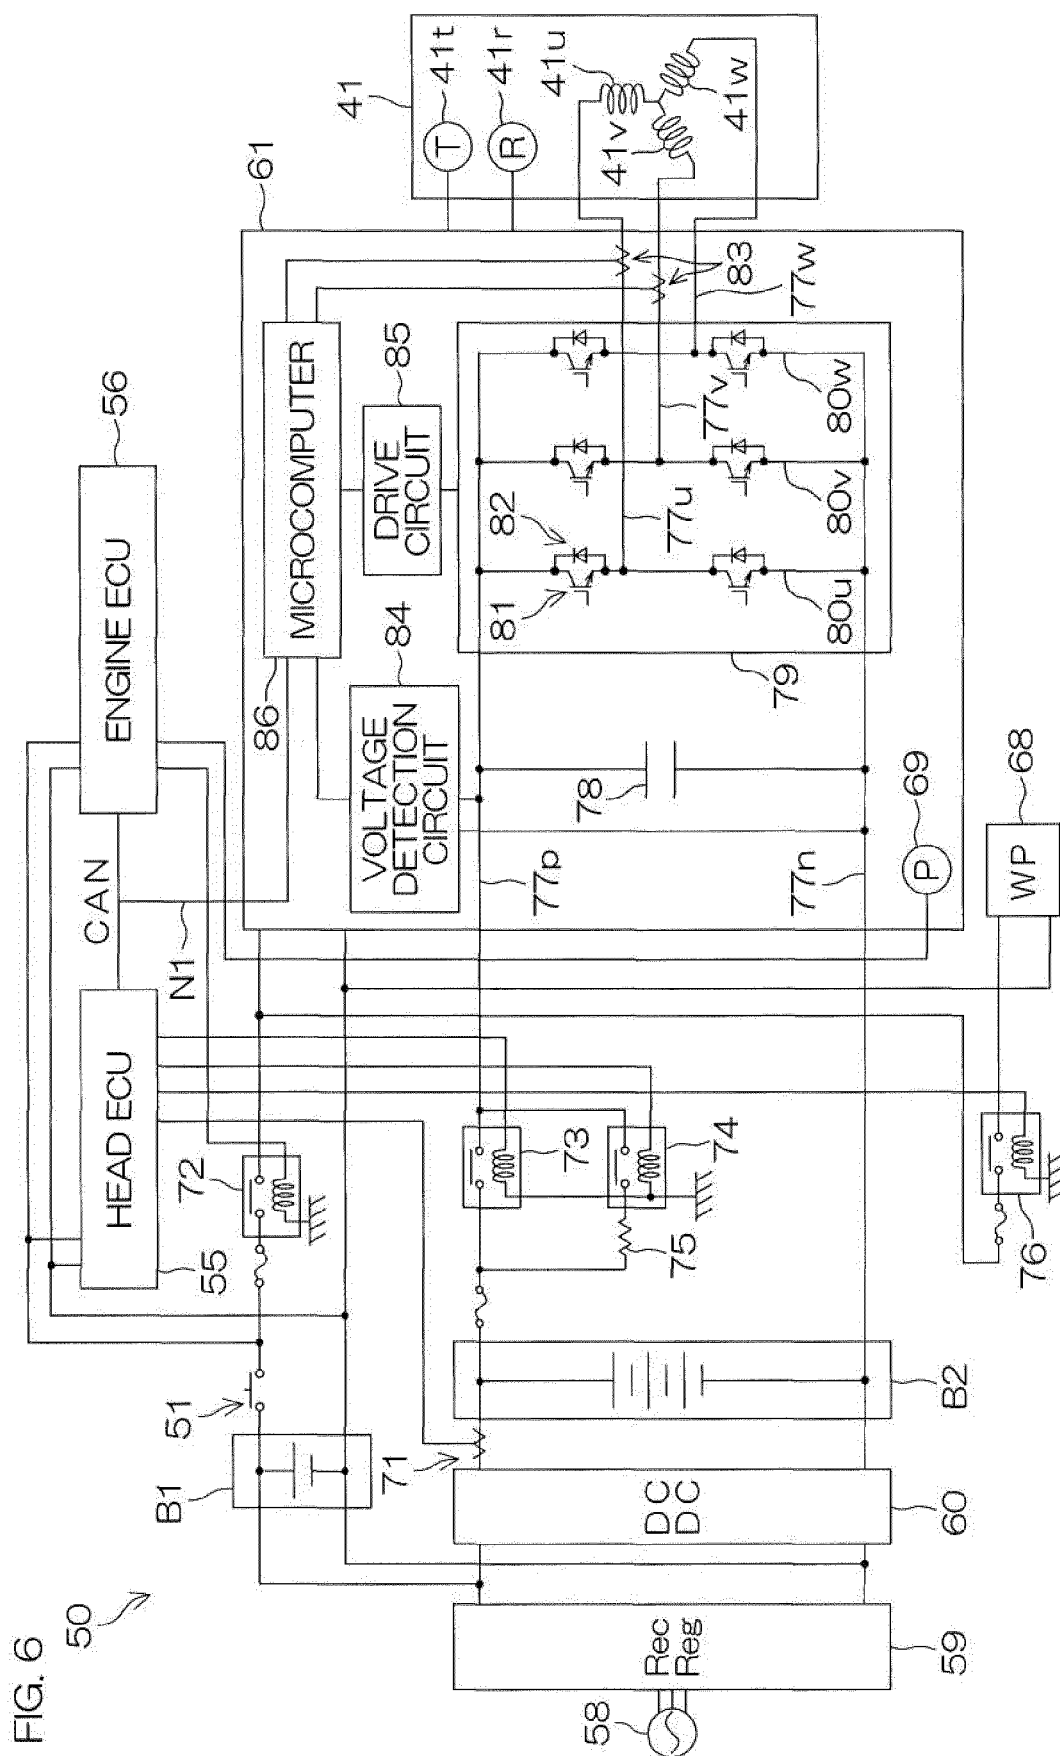 FIG. 6
50
58
Rec
Reg
59
DC
DC
60
B1
51
71
B2
HEAD ECU
55
72
73
74
75
76
CAN
N1
ENGINE ECU
56
61
MICROCOMPUTER
86
VOLTAGE
DETECTION
CIRCUIT
84
DRIVE
CIRCUIT
85
77p
77n
78
79
81
82
77u
77v
77w
80u
80v
80w
83
P
69
WP
68
41
T
41t
R
41r
41u
41v
41w